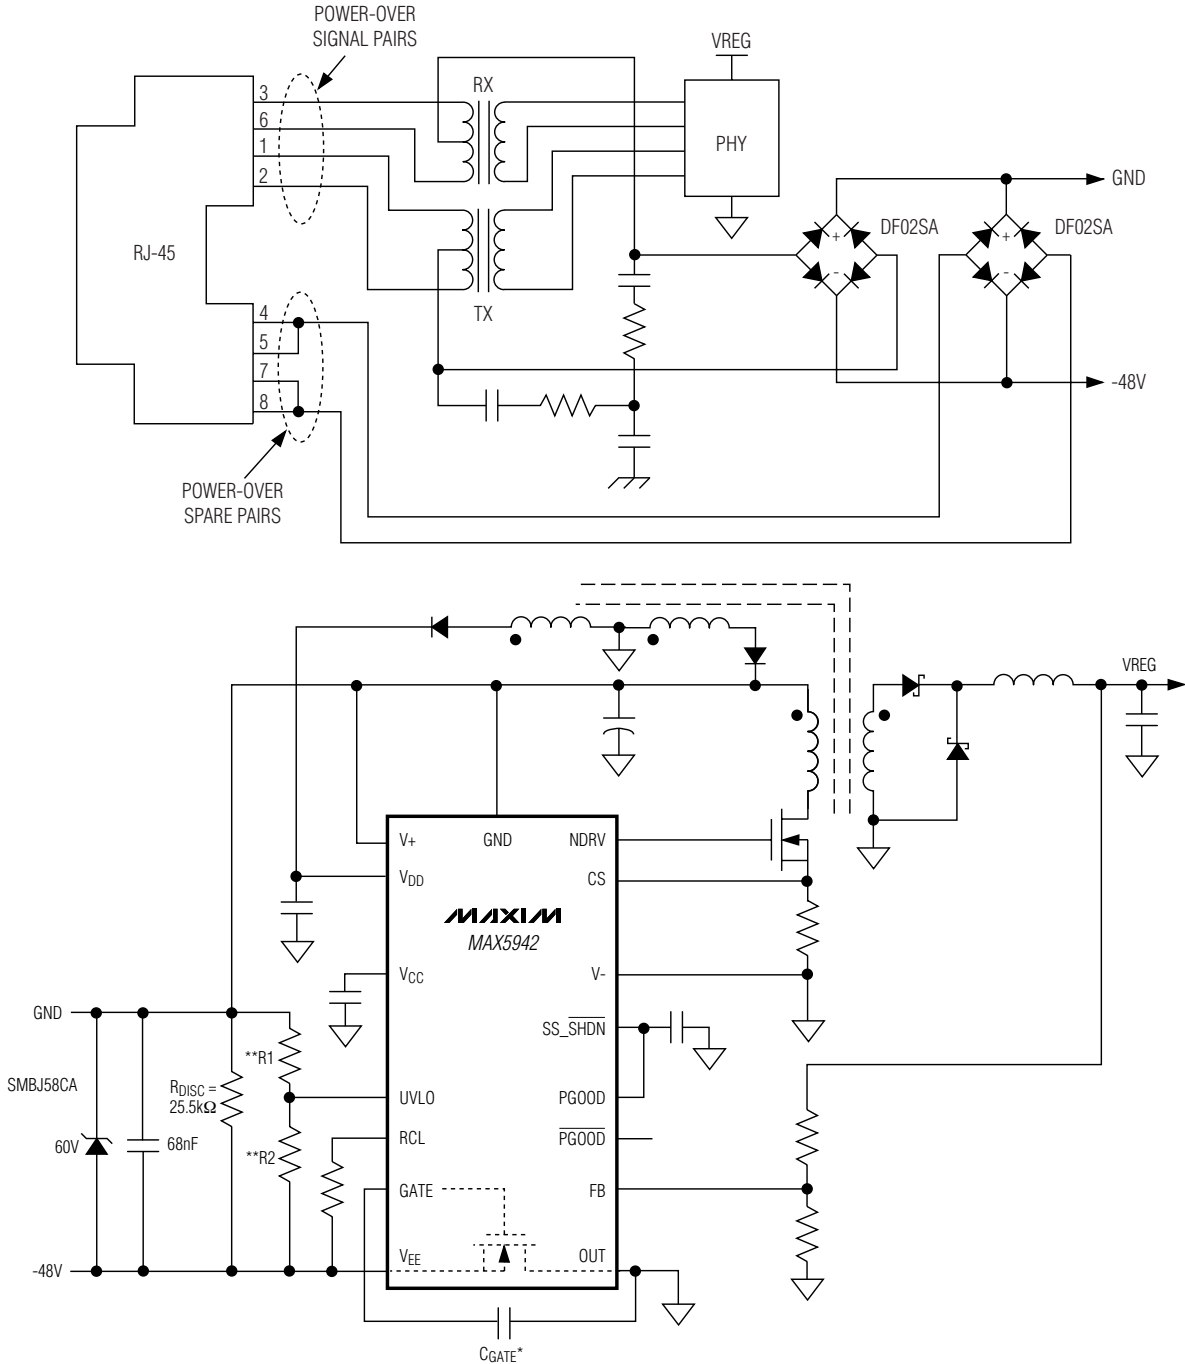 POWER-OVER
SIGNAL PAIRS
VREG
RX
3
6
1
2
PHY
GND
DF02SA
DF02SA
+
-
+
-
RJ-45
TX
4
5
7
8
-48V
POWER-OVER
SPARE PAIRS
VREG
V+
GND
NDRV
VDD
CS
MAXIM
MAX5942
VCC
V-
GND
SS_SHDN
**R1
SMBJ58CA
RDISC =
25.5kΩ
UVLO
PGOOD
60V
68nF
RCL
PGOOD
**R2
GATE
FB
VEE
OUT
-48V
CGATE*